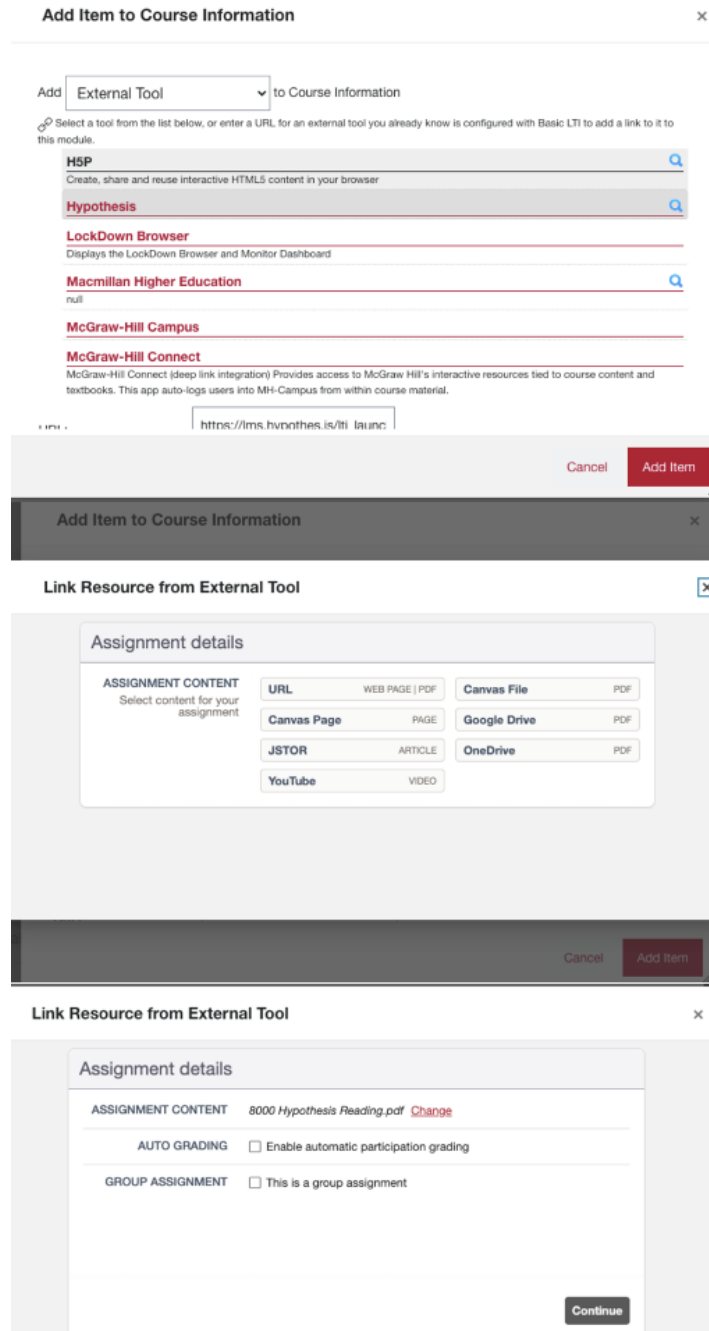 Add Item to Course Information
×
Add External Tool to Course Information
Select a tool from the list below, or enter a URL for an external tool you already know is configured with Basic LTI to add a link to it to
this module.
H5P
Create, share and reuse interactive HTML5 content in your browser
Hypothesis
LockDown Browser
Displays the LockDown Browser and Monitor Dashboard
Macmillan Higher Education
null
McGraw-Hill Campus
McGraw-Hill Connect
McGraw-Hill Connect (deep link integration) Provides access to McGraw Hill's interactive resources tied to course content and
textbooks. This app auto-logs users into MH-Campus from within course material.
URL: https://lms.hypothes.is/lti_launc
Cancel Add Item
Add Item to Course Information ×
Link Resource from External Tool ×
Assignment details
ASSIGNMENT CONTENT
Select content for your
assignment
URL WEB PAGE | PDF Canvas File PDF
Canvas Page PAGE Google Drive PDF
JSTOR ARTICLE OneDrive PDF
YouTube VIDEO
Cancel Add Item
Link Resource from External Tool ×
Assignment details
ASSIGNMENT CONTENT 8000 Hypothesis Reading.pdf Change
AUTO GRADING Enable automatic participation grading
GROUP ASSIGNMENT This is a group assignment
Continue